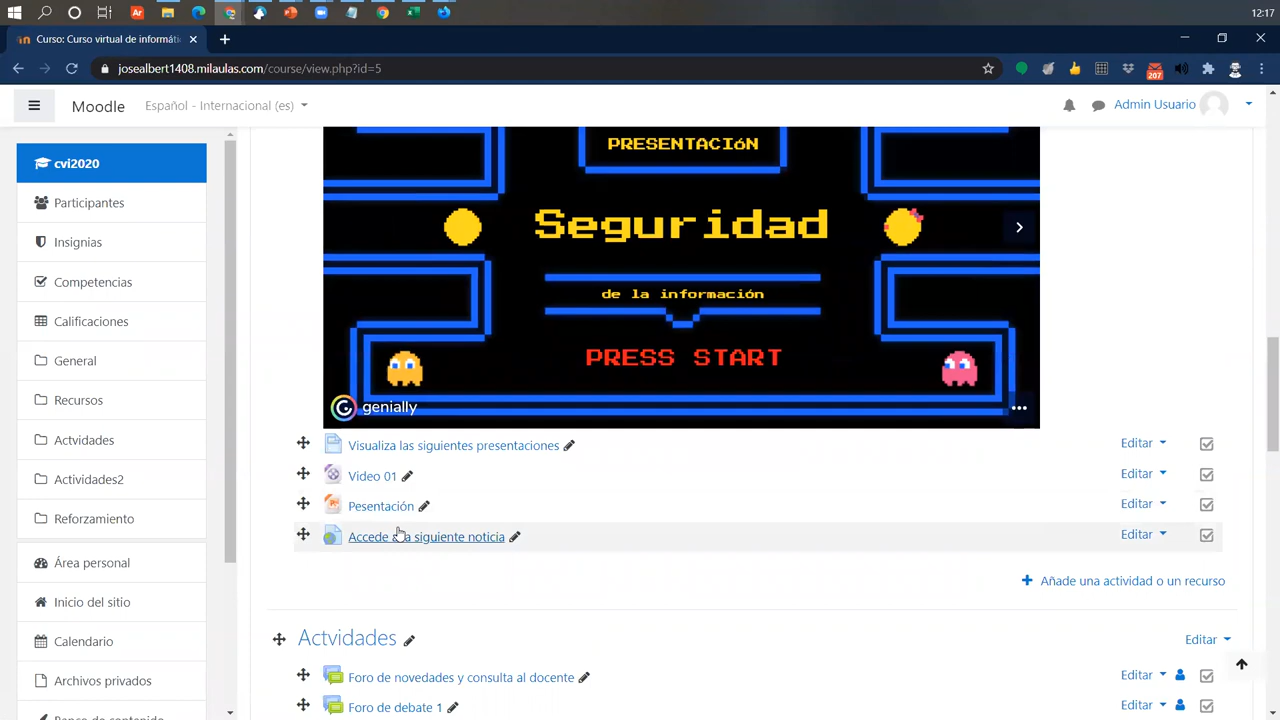 12:17
Curso: Curso virtual de informáti
josealbert1408.milaulas.com/course/view.php?id=5
207
Moodle
Español - Internacional (es)
Admin Usuario
cvi2020
Participantes
Insignias
Competencias
Calificaciones
General
Recursos
Actividades
Actividades2
Reforzamiento
Área personal
Inicio del sitio
Calendario
Archivos privados
PRESENTACIÓN
Seguridad
de la información
PRESS START
genially
Visualiza las siguientes presentaciones
Editar
Video 01
Editar
Pesentación
Editar
Accede a la siguiente noticia
Editar
Añade una actividad o un recurso
Actvidades
Editar
Foro de novedades y consulta al docente
Editar
Foro de debate 1
Editar